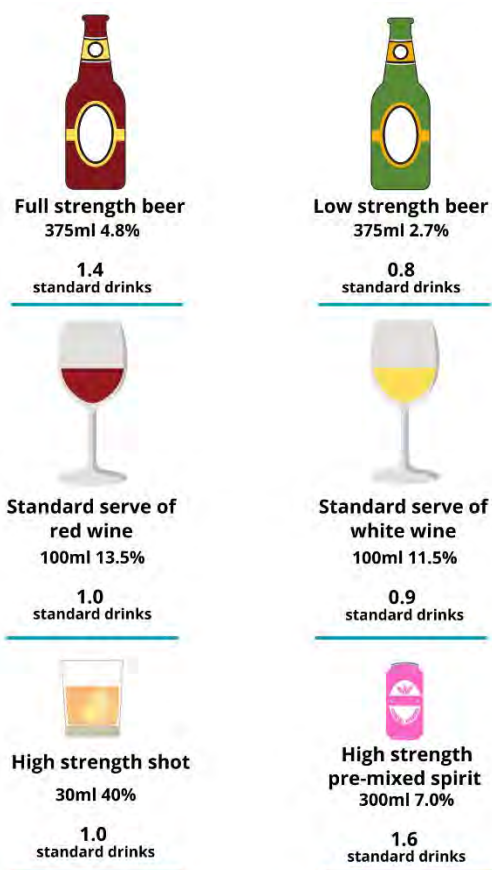 Full strength beer
375ml 4.8%
1.4
standard drinks
Low strength beer
375ml 2.7%
0.8
standard drinks
Standard serve of
red wine
100ml 13.5%
1.0
standard drinks
Standard serve of
white wine
100ml 11.5%
0.9
standard drinks
High strength shot
30ml 40%
1.0
standard drinks
High strength
pre-mixed spirit
300ml 7.0%
1.6
standard drinks